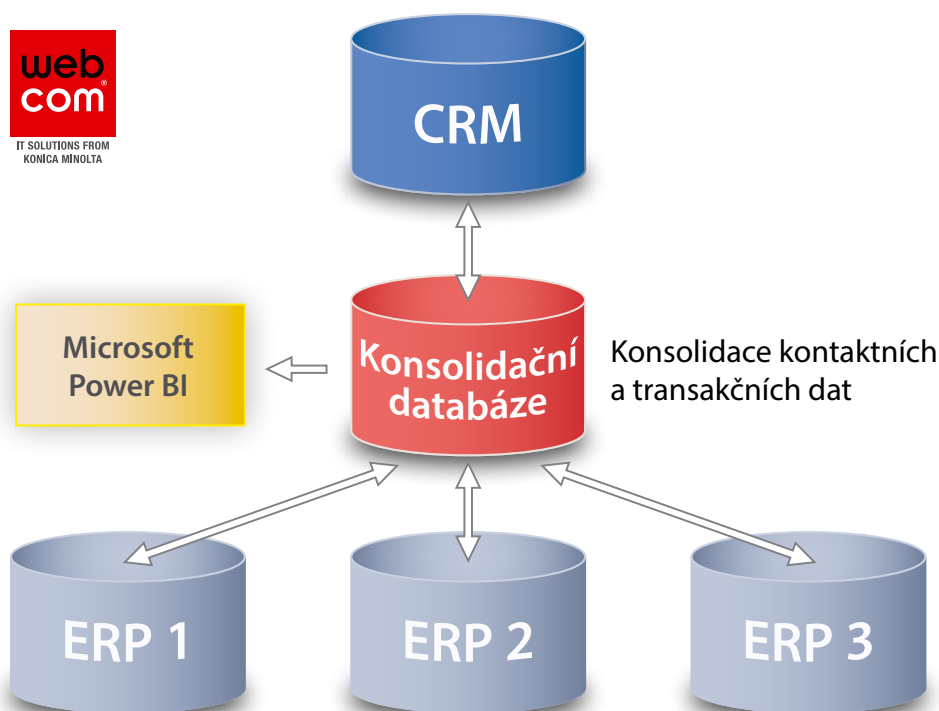 web
com®
IT SOLUTIONS FROM
KONICA MINOLTA
CRM
Microsoft
Power BI
Konsolidační
databáze
Konsolidace kontaktních
a transakčních dat
ERP 1
ERP 2
ERP 3